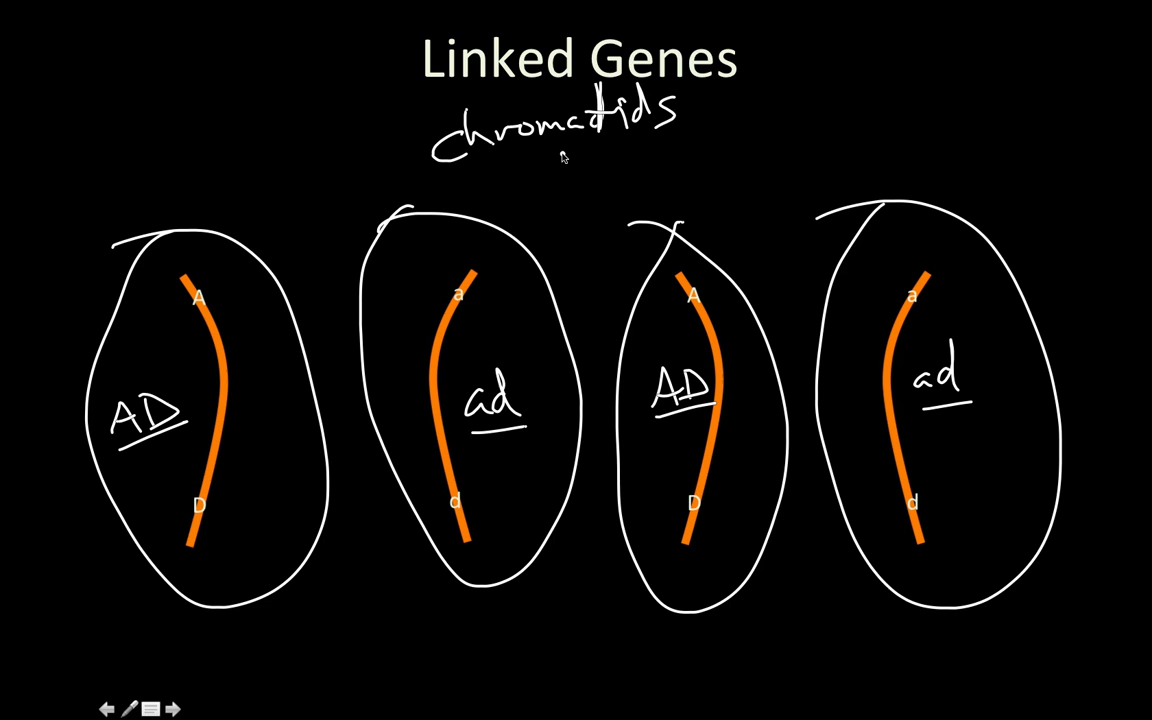 Linked Genes
chromatids
A a A a
AD ad AD ad
D d D d